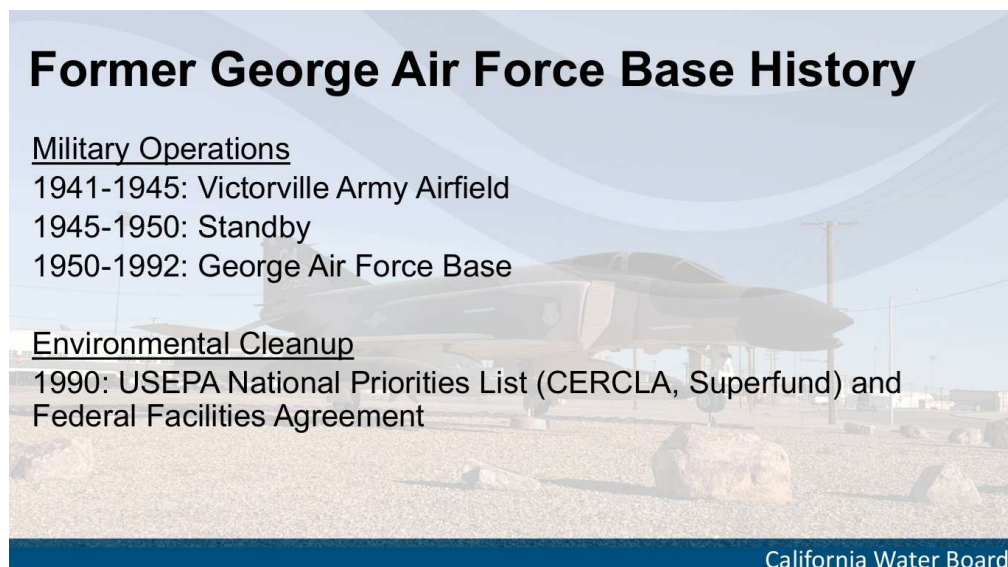 Former George Air Force Base History
Military Operations
1941-1945: Victorville Army Airfield
1945-1950: Standby
1950-1992: George Air Force Base
Environmental Cleanup
1990: USEPA National Priorities List (CERCLA, Superfund) and
Federal Facilities Agreement
California Water Board